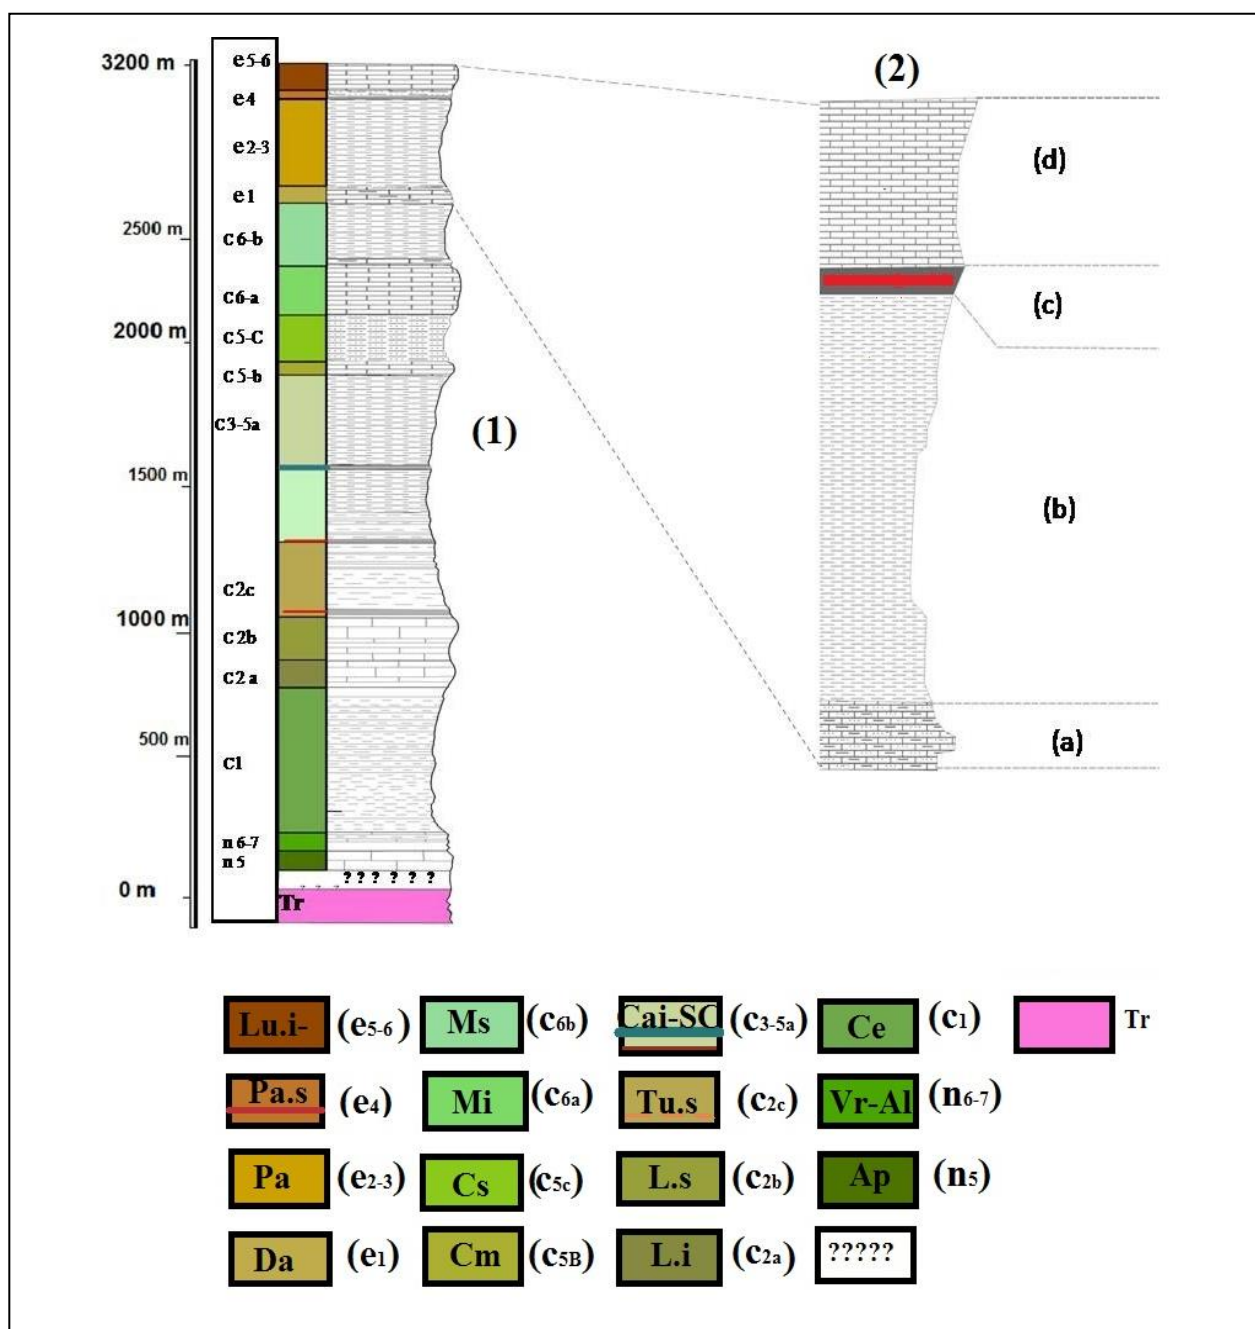 3200 m
2500 m
2000 m
1500 m
1000 m
500 m
0 m
e5-6
e4
e2-3
e1
c6-b
c6-a
c5-C
c5-b
c3-5a
c2c
c2b
c2a
c1
n6-7
n5
? ? ? ? ? ?
Tr
(1)
(2)
(d)
(c)
(b)
(a)
Lu.i- (e5-6) Ms (c6b) Cai-SC (c3-5a) Ce (c1) Tr
Pa.s (e4) Mi (c6a) Tu.s (c2c) Vr-Al (n6-7)
Pa (e2-3) Cs (c5c) L.s (c2b) Ap (n5)
Da (e1) Cm (c5B) L.i (c2a) ?????